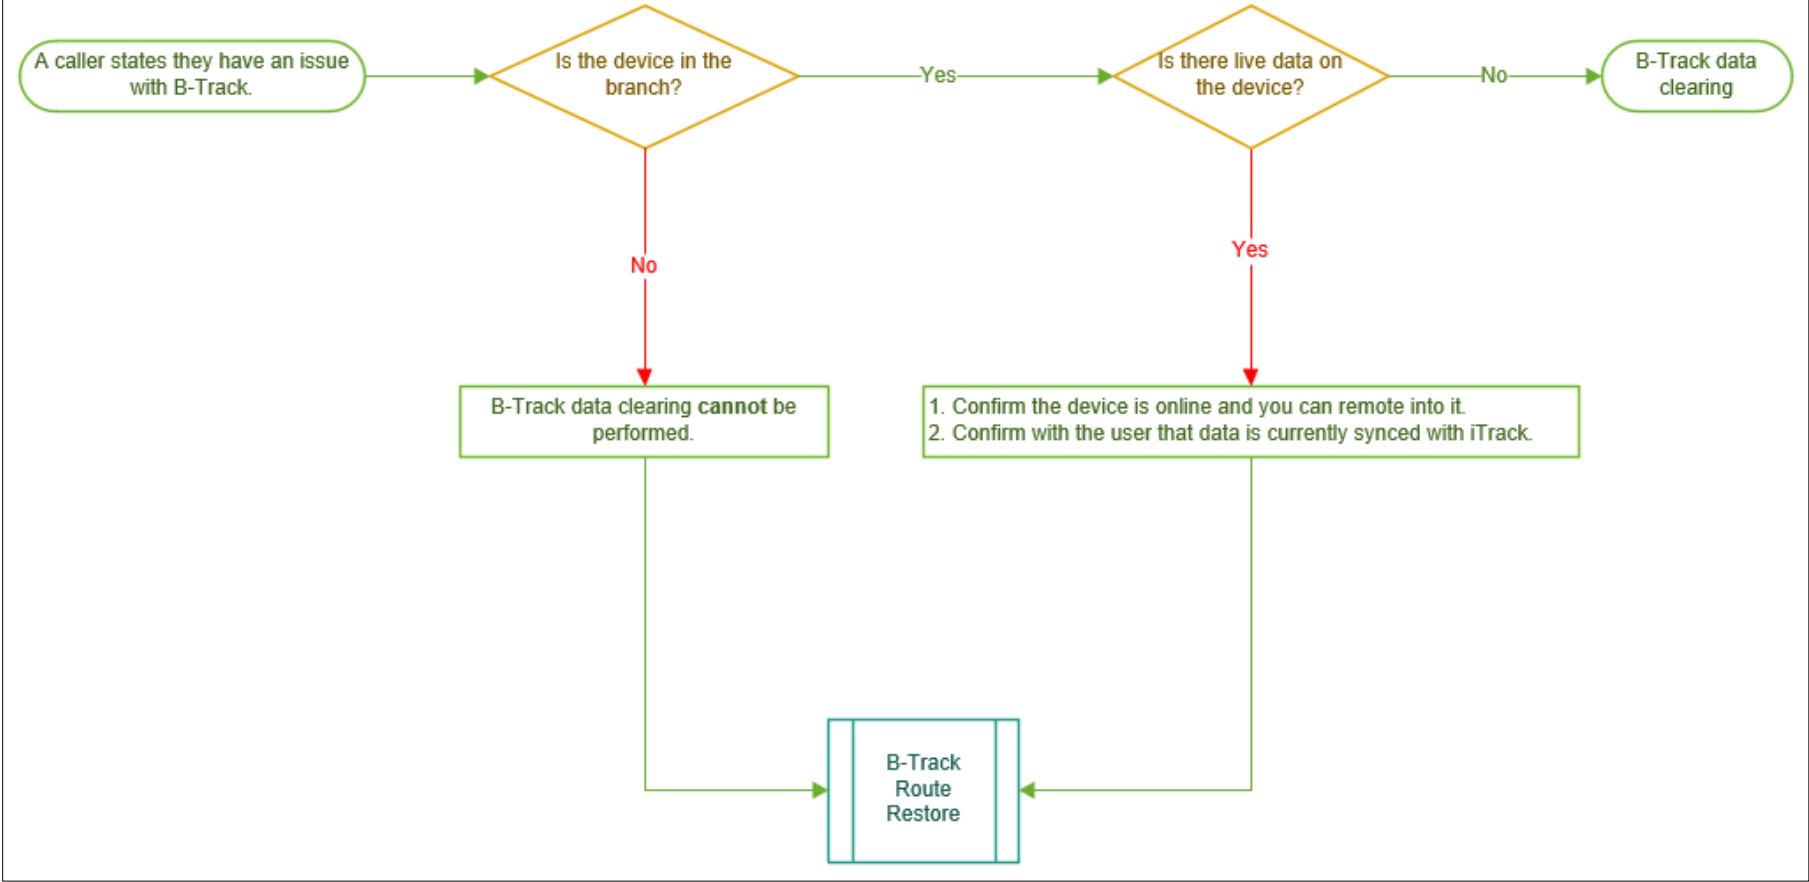 A caller states they have an issue
with B-Track.
Is the device in the
branch?
Yes
Is there live data on
the device?
No
B-Track data
clearing
No
Yes
B-Track data clearing cannot be
performed.
1. Confirm the device is online and you can remote into it.
2. Confirm with the user that data is currently synced with iTrack.
B-Track
Route
Restore